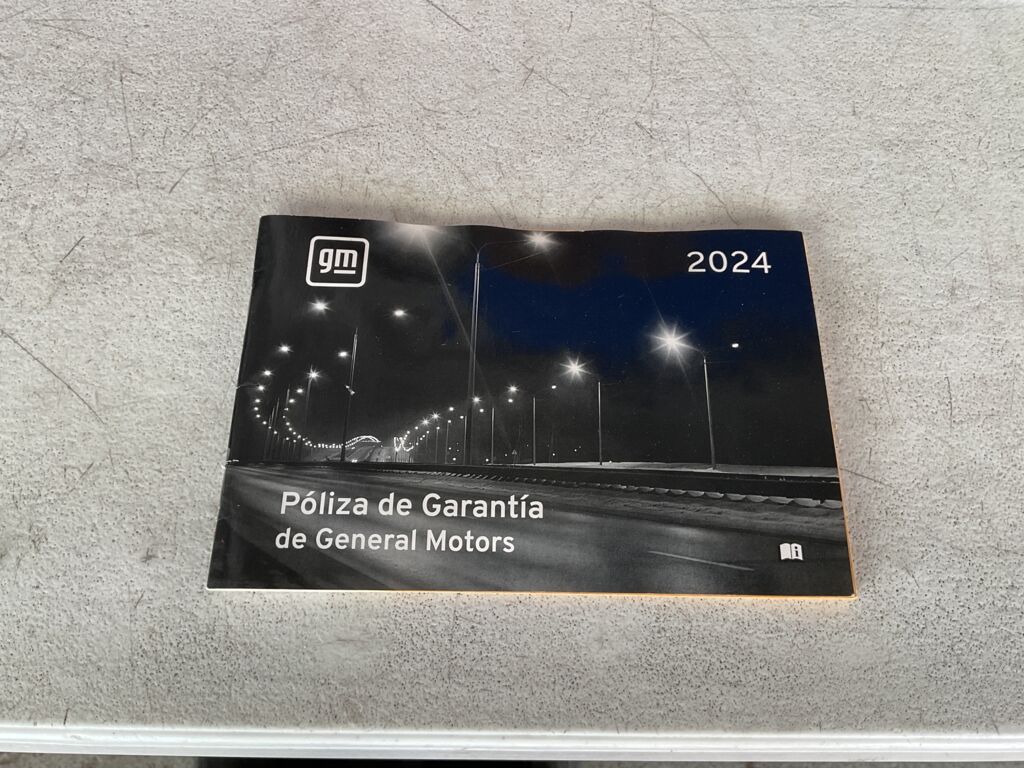 gm
2024
Póliza de Garantía
de General Motors